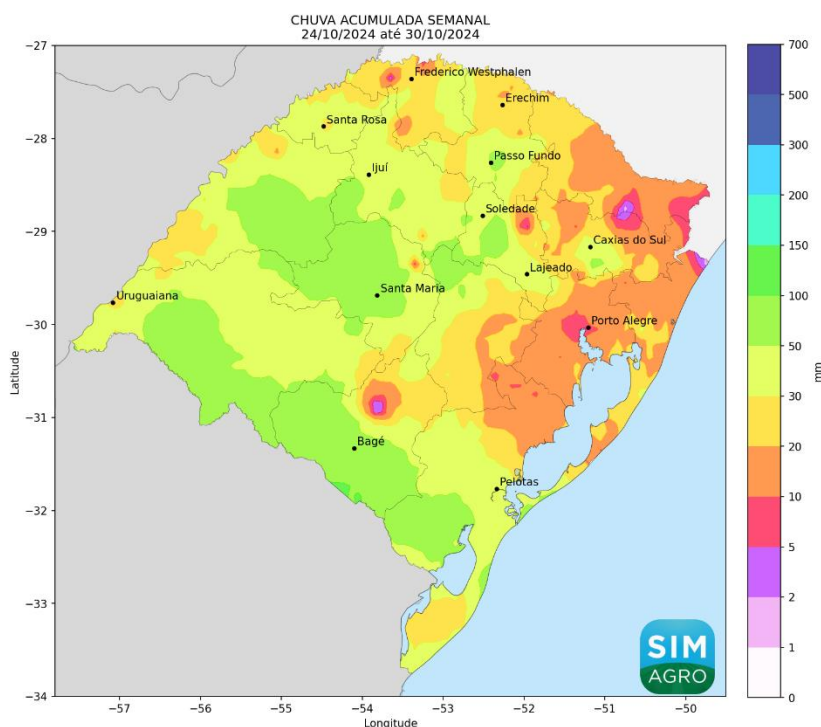 CHUVA ACUMULADA SEMANAL
24/10/2024 até 30/10/2024
−27
−28
−29
−30
−31
−32
−33
−34
Latitude
Frederico Westphalen
Erechim
Santa Rosa
Passo Fundo
Ijuí
Soledade
Caxias do Sul
Lajeado
Santa Maria
Uruguaiana
Porto Alegre
Bagé
Pelotas
SIM
AGRO
−57
−56
−55
−54
−53
−52
−51
−50
Longitude
700
500
300
200
150
100
50
30
20
10
5
2
1
0
mm